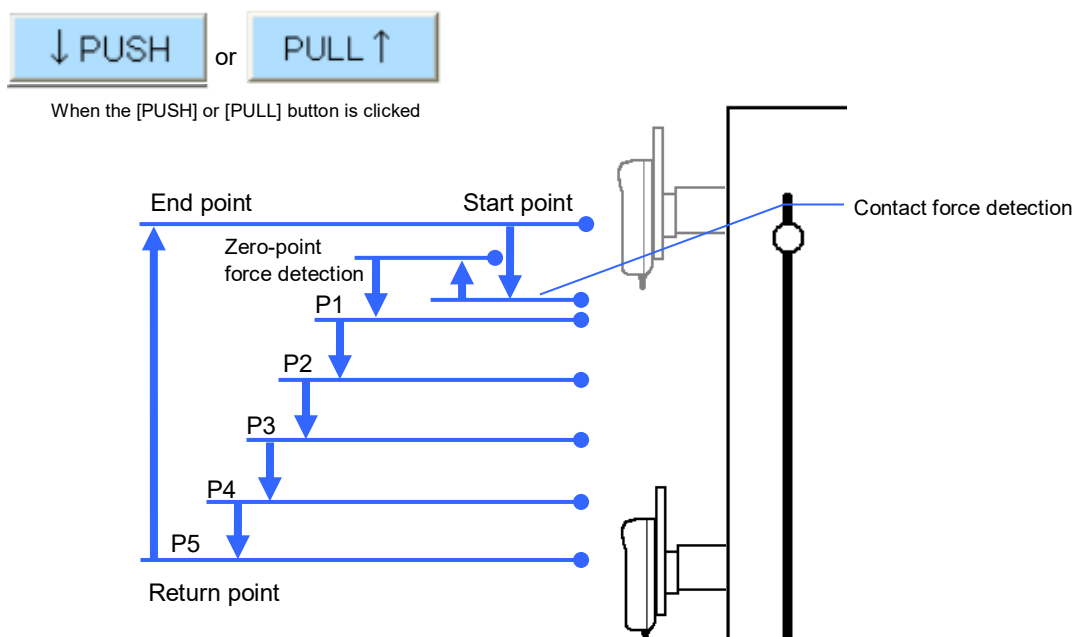 ↓ PUSH or PULL ↑
When the [PUSH] or [PULL] button is clicked
End point
Start point
Contact force detection
Zero-point
force detection
P1
P2
P3
P4
P5
Return point